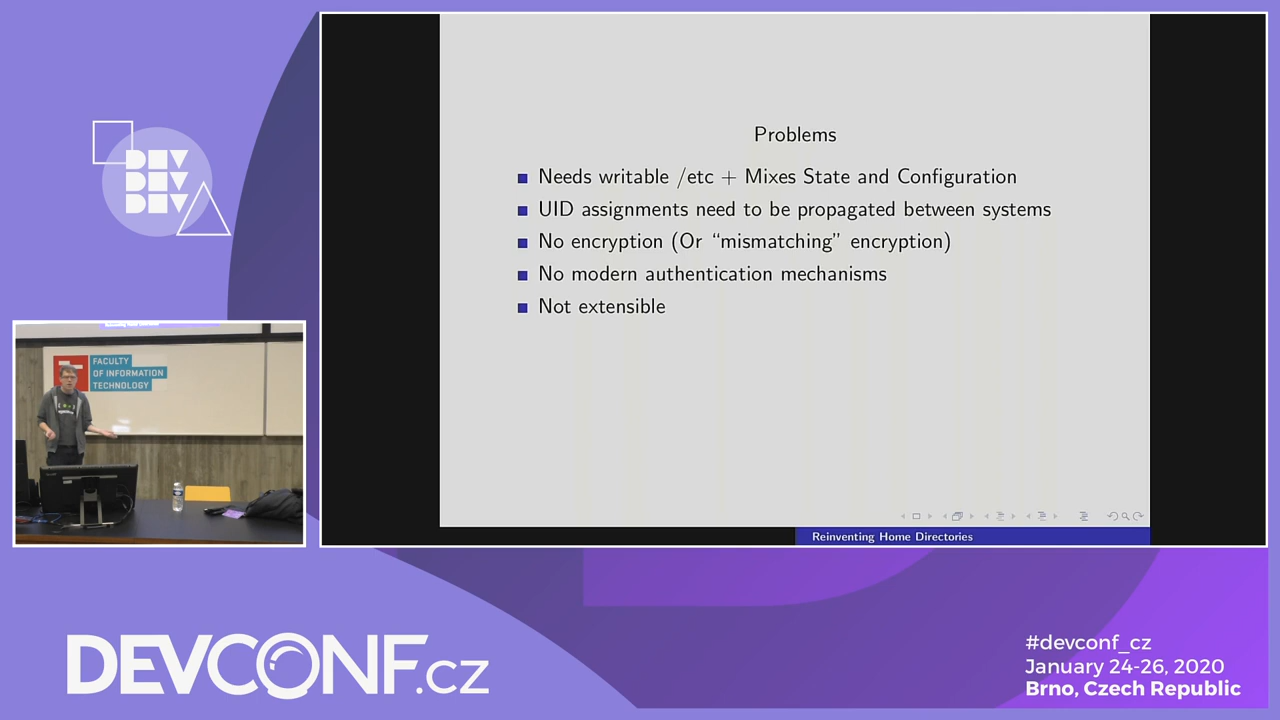 DEV
DEV
DEV
Problems
Needs writable /etc + Mixes State and Configuration
UID assignments need to be propagated between systems
No encryption (Or “mismatching” encryption)
No modern authentication mechanisms
Not extensible
Reinventing Home Directories
FACULTY
OF INFORMATION
TECHNOLOGY
DEVCONF.cz
#devconf_cz
January 24-26, 2020
Brno, Czech Republic